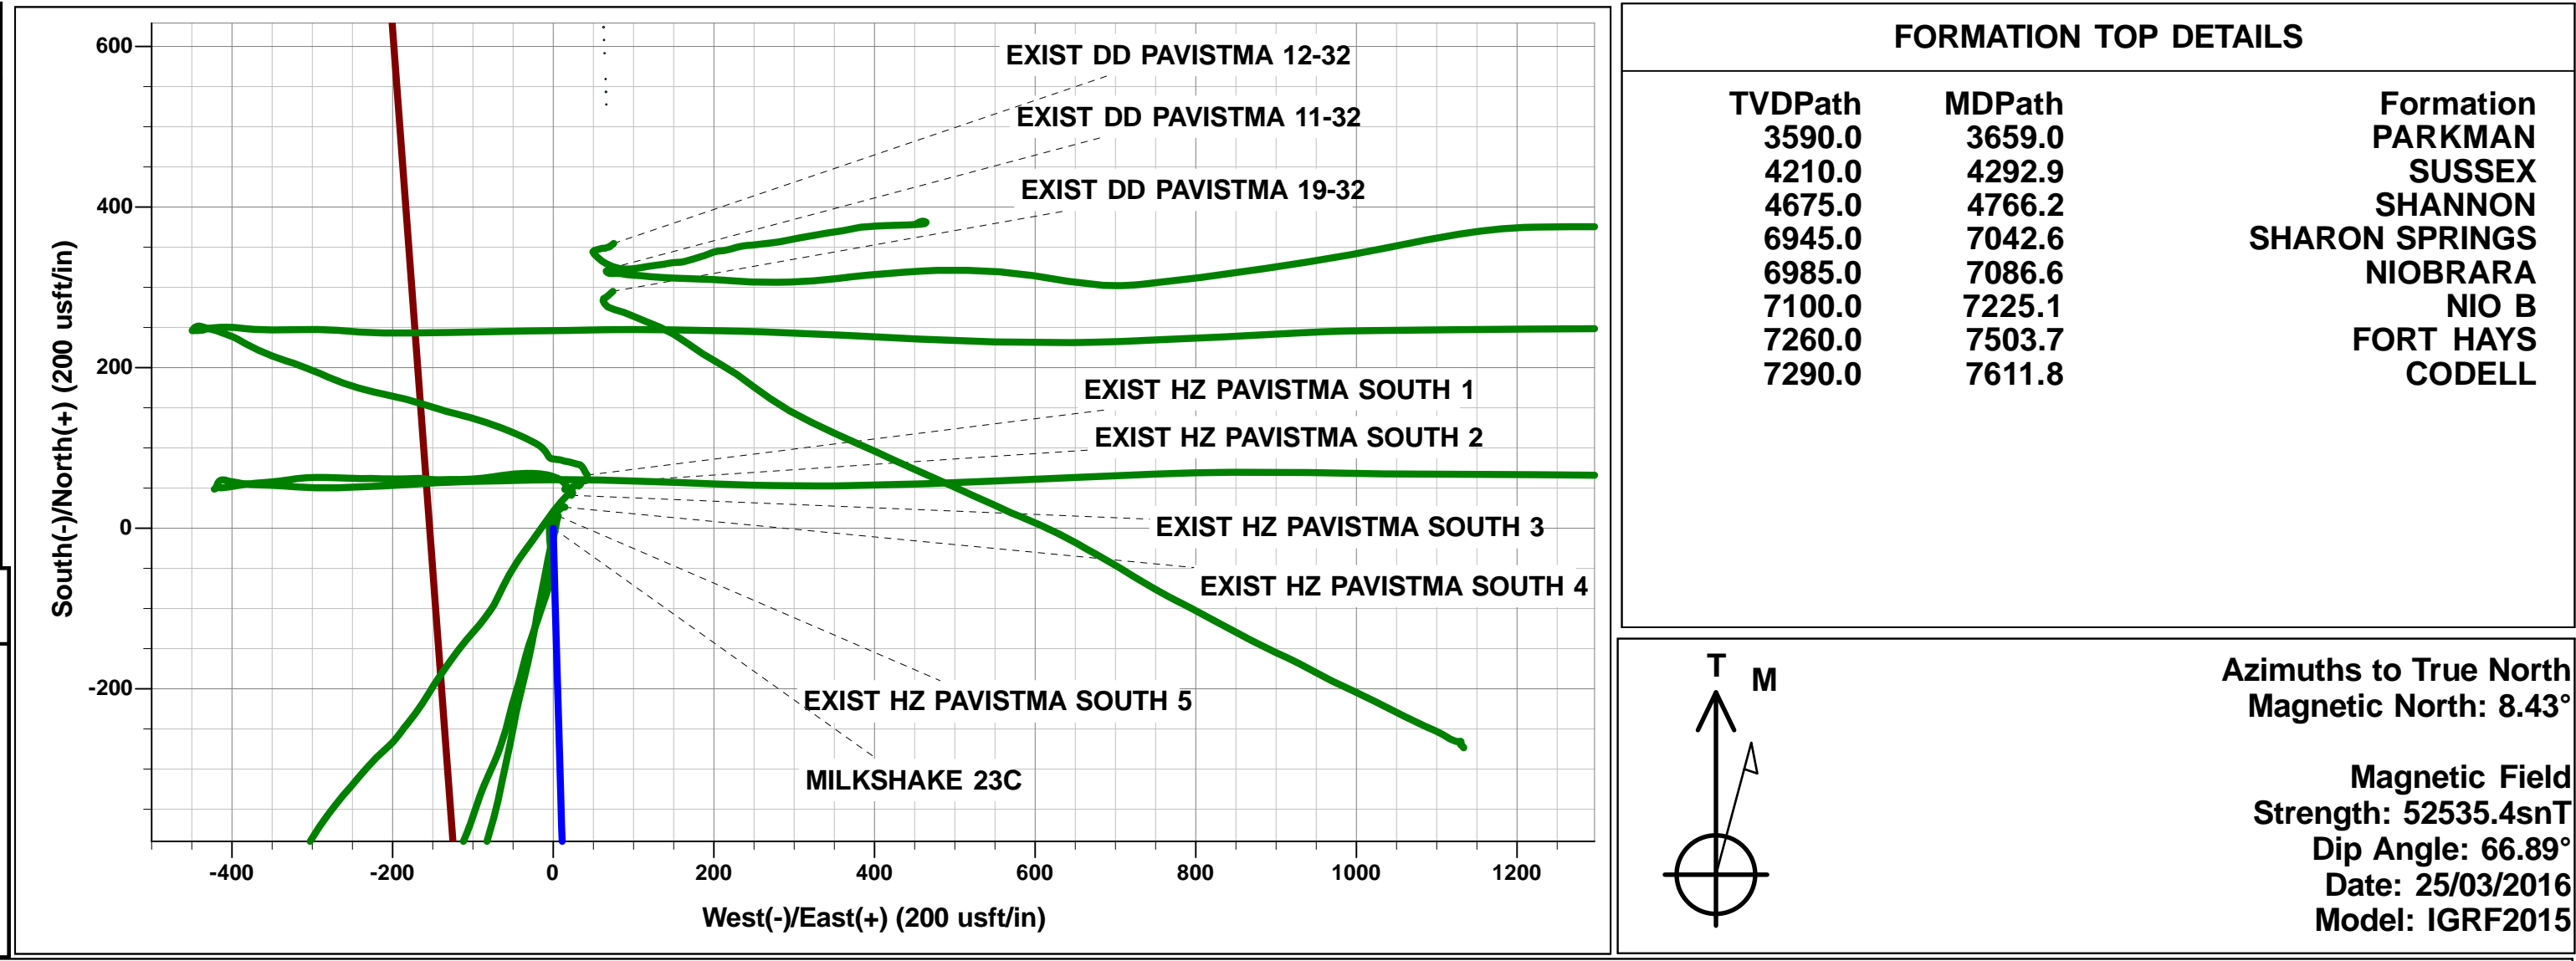 600
400
200
0
-200
South(-)/North(+) (200 usft/in)
-400
-200
0
200
400
600
800
1000
1200
West(-)/East(+) (200 usft/in)
EXIST DD PAVISTMA 12-32
EXIST DD PAVISTMA 11-32
EXIST DD PAVISTMA 19-32
EXIST HZ PAVISTMA SOUTH 1
EXIST HZ PAVISTMA SOUTH 2
EXIST HZ PAVISTMA SOUTH 3
EXIST HZ PAVISTMA SOUTH 4
EXIST HZ PAVISTMA SOUTH 5
MILKSHAKE 23C
FORMATION TOP DETAILS
TVDPath MDPath Formation
3590.0 3659.0 PARKMAN
4210.0 4292.9 SUSSEX
4675.0 4766.2 SHANNON
6945.0 7042.6 SHARON SPRINGS
6985.0 7086.6 NIOBRARA
7100.0 7225.1 NIO B
7260.0 7503.7 FORT HAYS
7290.0 7611.8 CODELL
T M
Azimuths to True North
Magnetic North: 8.43°
Magnetic Field
Strength: 52535.4snT
Dip Angle: 66.89°
Date: 25/03/2016
Model: IGRF2015